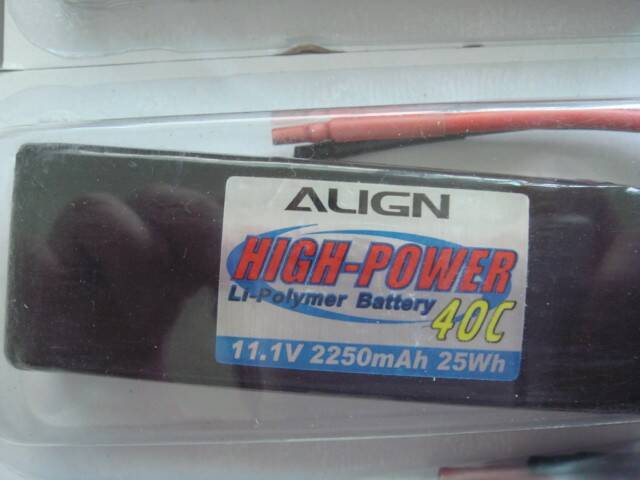 ALIGN
HIGH-POWER
Li-Polymer Battery
40C
11.1V 2250mAh 25Wh